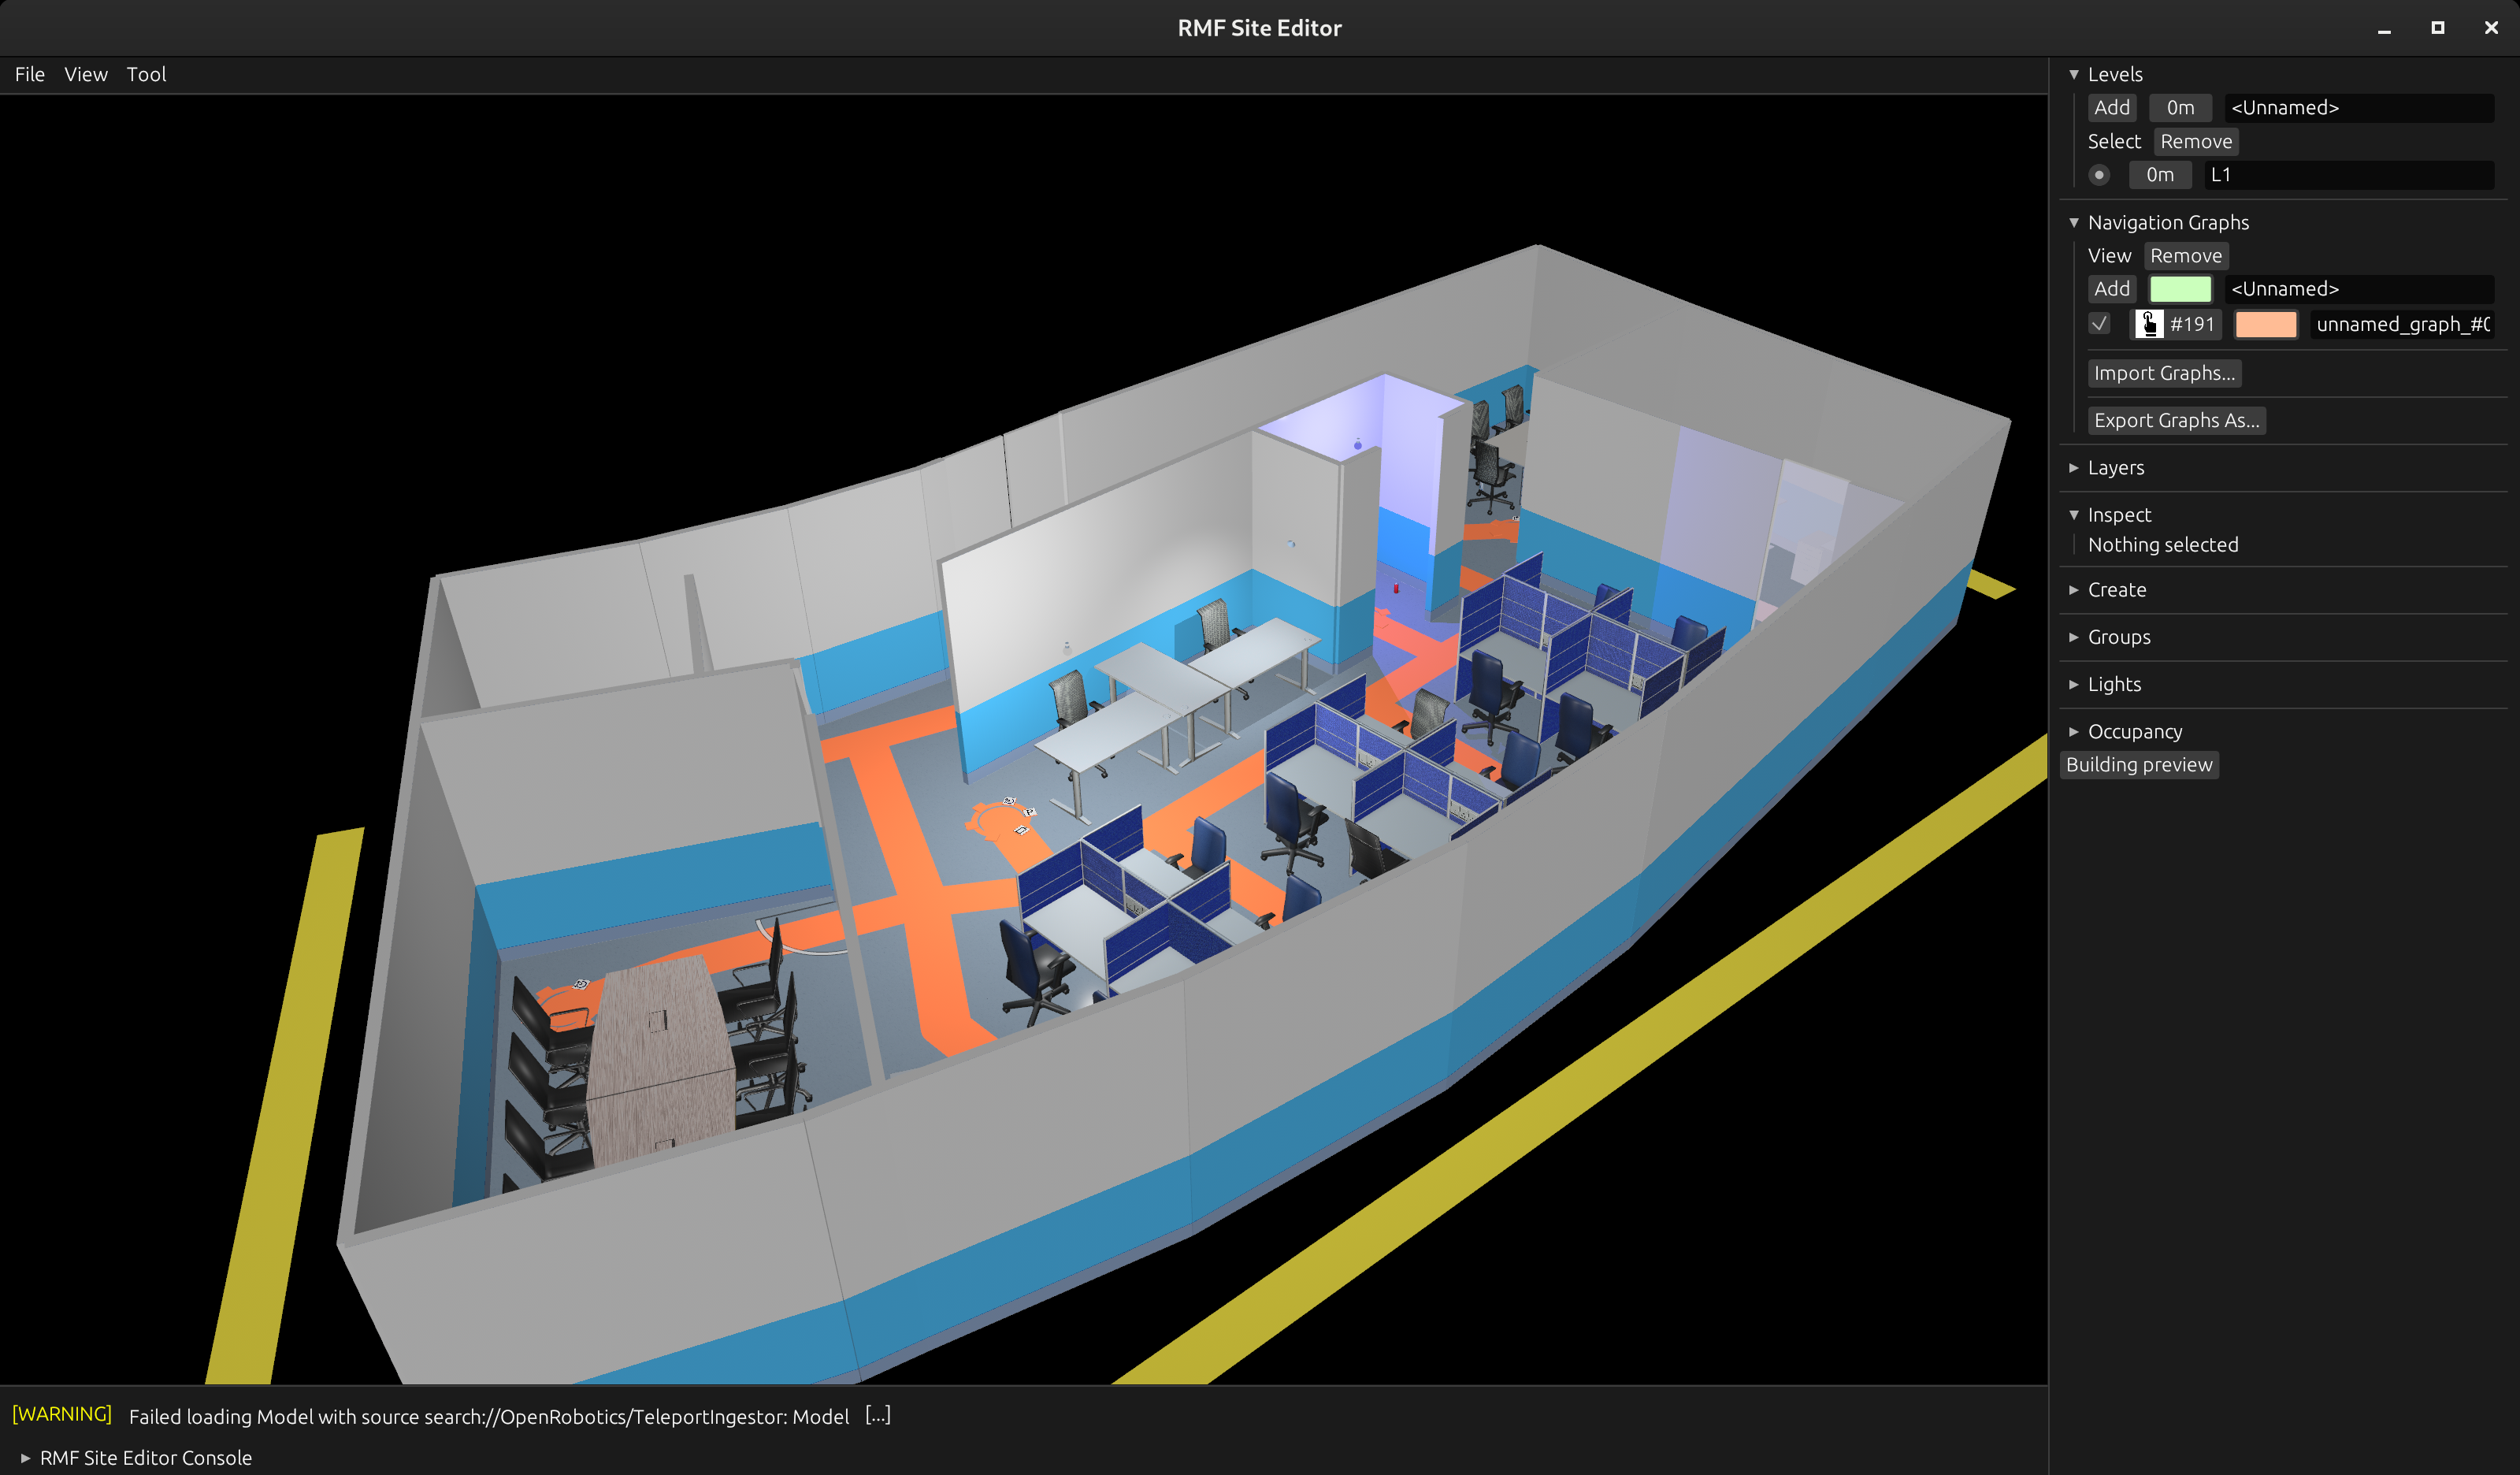 RMF Site Editor
File View Tool
Levels
Add 0m <Unnamed>
Select Remove
0m L1
Navigation Graphs
View Remove
Add <Unnamed>
#191 unnamed_graph_#0
Import Graphs...
Export Graphs As...
Layers
Inspect
Nothing selected
Create
Groups
Lights
Occupancy
Building preview
[WARNING] Failed loading Model with source search://OpenRobotics/TeleportIngestor: Model [...]
RMF Site Editor Console